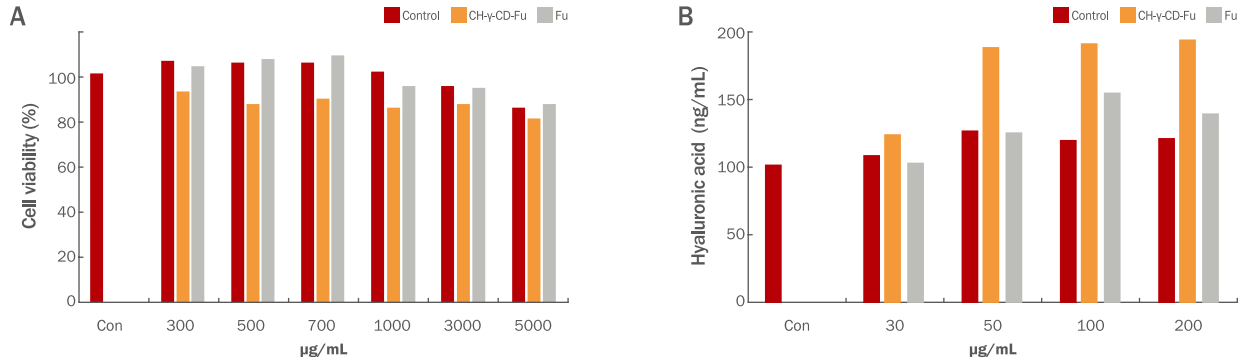 A
Control CH-γ-CD-Fu Fu
Cell viability (%)
100
80
60
40
20
0
Con 300 500 700 1000 3000 5000
μg/mL
B
Control CH-γ-CD-Fu Fu
Hyaluronic acid (ng/mL)
200
150
100
50
0
Con 30 50 100 200
μg/mL